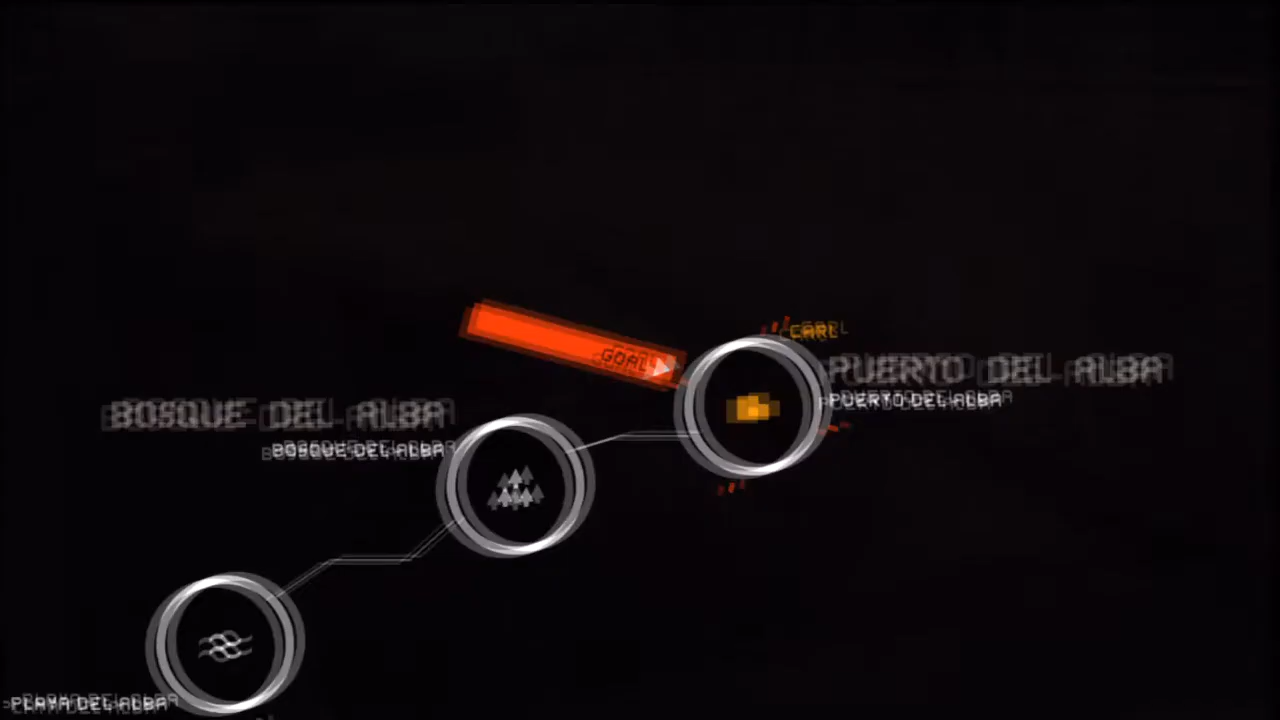 CARL
GOAL
PUERTO DEL ALBA
PUERTO DEL ALBA
BOSQUE DEL ALBA
BOSQUE DEL ALBA
PLAYA DEL ALBA